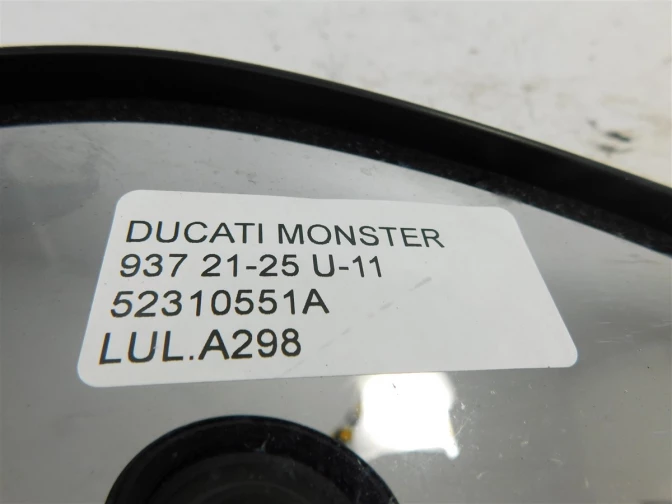 DUCATI MONSTER
937 21-25 U-11
52310551A
LUL.A298